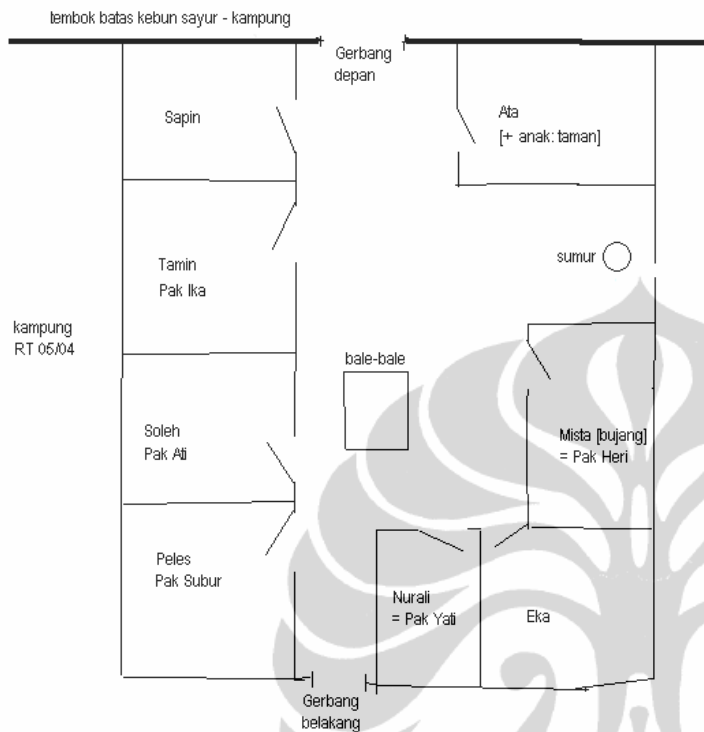 tembok batas kebun sayur - kampung
Gerbang
depan
Sapin
Ata
[+ anak: taman]
Tamin
Pak Ika
sumur
kampung
RT 05/04
bale-bale
Soleh
Pak Ati
Mista [bujang]
= Pak Heri
Peles
Pak Subur
Nurali
= Pak Yati
Eka
Gerbang
belakang